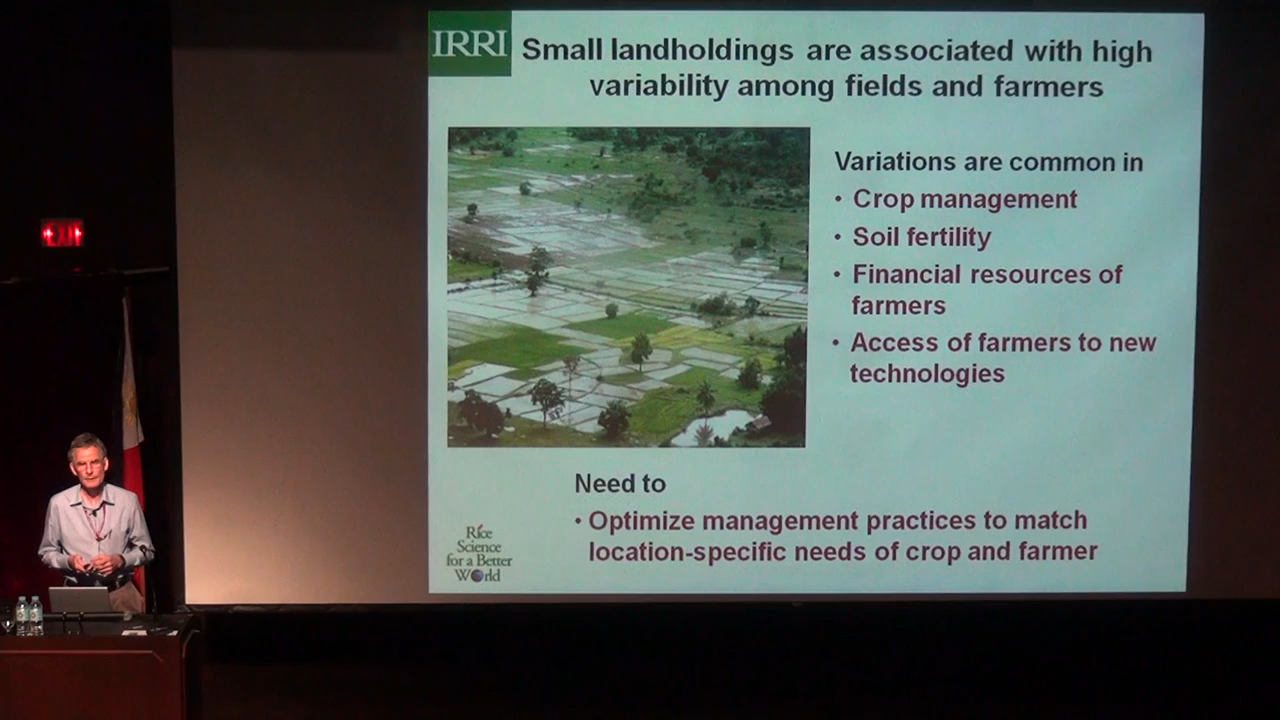 EXIT
IRRI
Small landholdings are associated with high
variability among fields and farmers
Variations are common in
• Crop management
• Soil fertility
• Financial resources of
farmers
• Access of farmers to new
technologies
Need to
• Optimize management practices to match
location-specific needs of crop and farmer
Rice
Science
for a Better
World